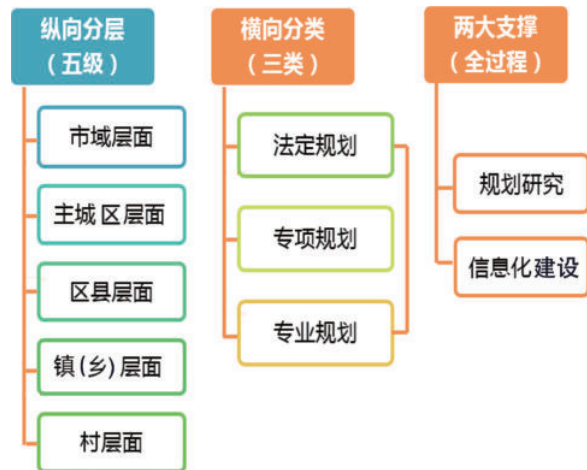 纵向分层
（五级）
市域层面
主城区层面
区县层面
镇(乡)层面
村层面
横向分类
（三类）
法定规划
专项规划
专业规划
两大支撑
（全过程）
规划研究
信息化建设